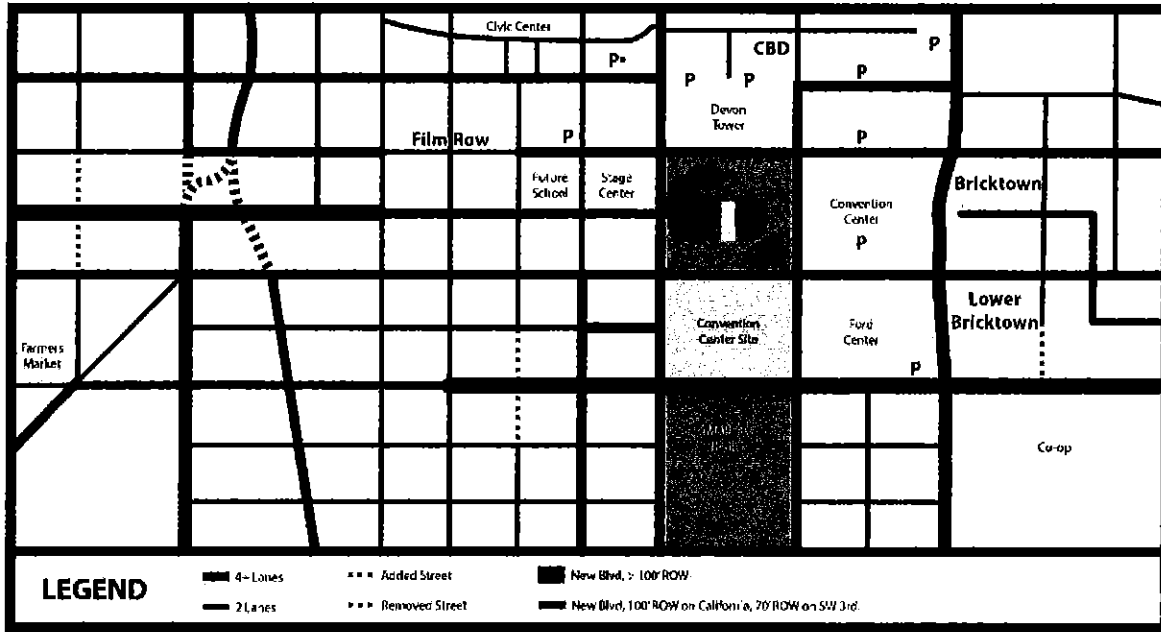 Civic Center
CBD
P
P
P
P
P
Devon
Tower
Film Row
P
P
Future
School
Stage
Center
Bricktown
Convention
Center
P
Lower
Bricktown
Farmers
Market
Convention
Center Site
Ford
Center
P
Co-op
LEGEND
4+ Lanes
Added Street
New Blvd, > 100' ROW
2 Lanes
Removed Street
New Blvd, 100' ROW on California, 70' ROW on SW 3rd